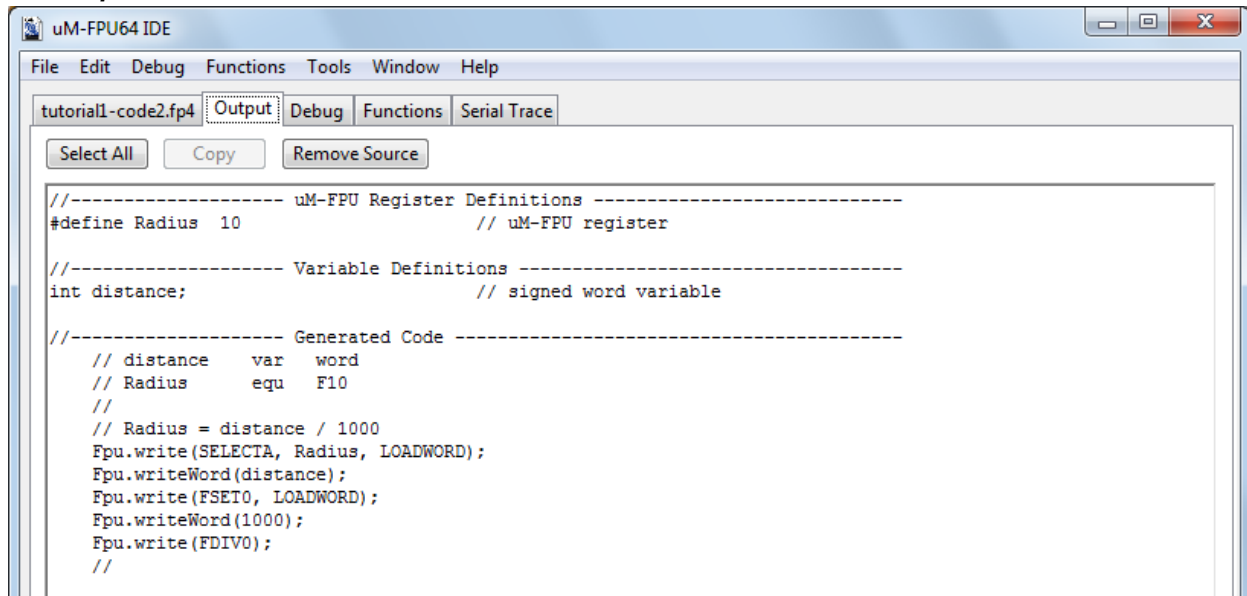 uM-FPU64 IDE
File Edit Debug Functions Tools Window Help
tutorial1-code2.fp4 Output Debug Functions Serial Trace
Select All Copy Remove Source
//-------------------- uM-FPU Register Definitions -----------------------------
#define Radius  10                      // uM-FPU register
//-------------------- Variable Definitions ------------------------------------
int distance;                           // signed word variable
//-------------------- Generated Code ------------------------------------------
    // distance    var   word
    // Radius      equ   F10
    //
    // Radius = distance / 1000
    Fpu.write(SELECTA, Radius, LOADWORD);
    Fpu.writeWord(distance);
    Fpu.write(FSET0, LOADWORD);
    Fpu.writeWord(1000);
    Fpu.write(FDIV0);
    //